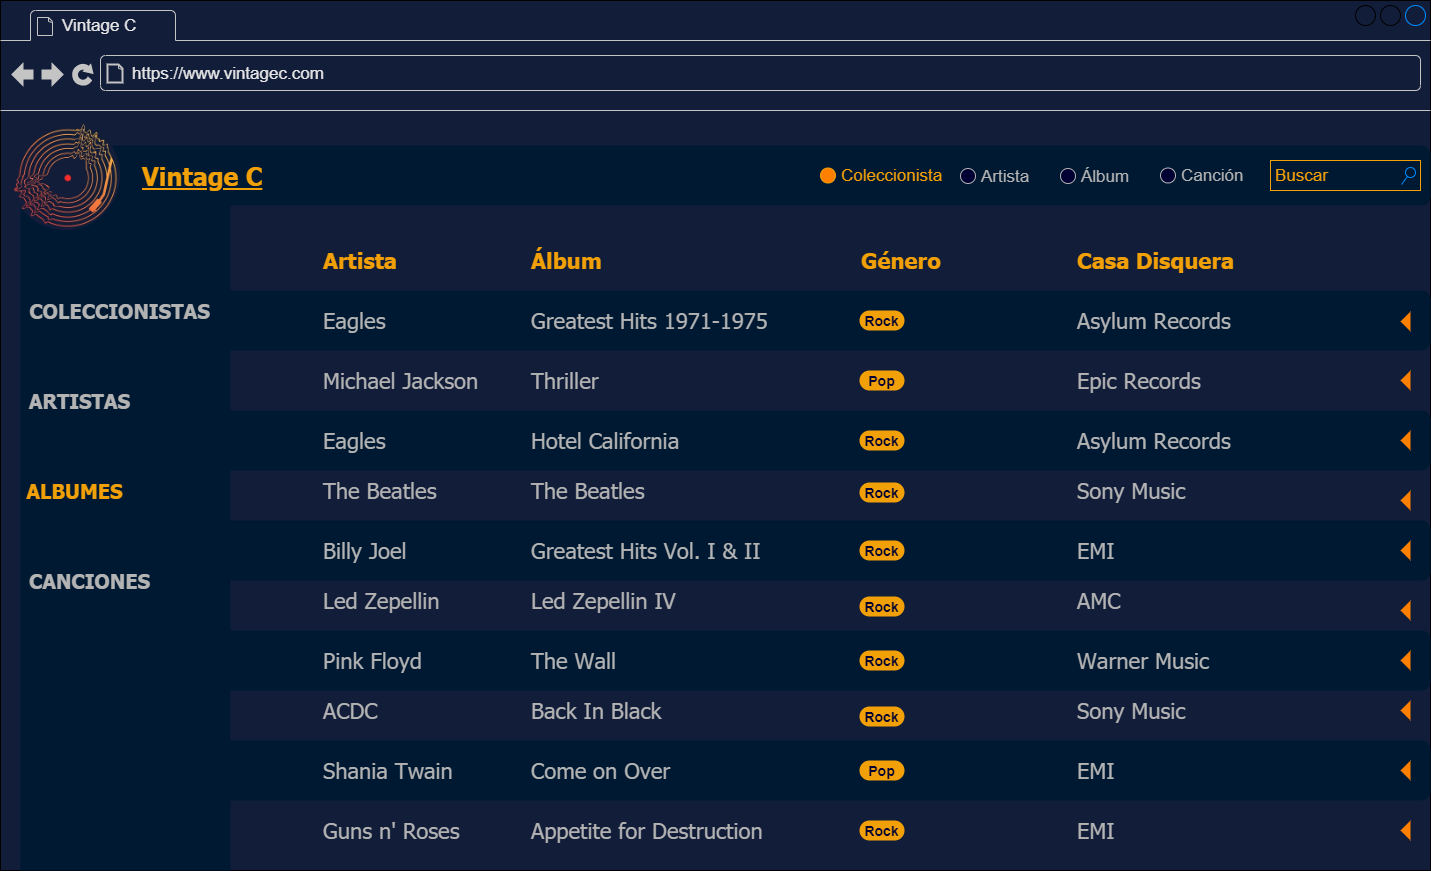 Vintage C
https://www.vintagec.com
Vintage C
Coleccionista Artista Álbum Canción Buscar
Artista Álbum Género Casa Disquera
COLECCIONISTAS
Eagles Greatest Hits 1971-1975 Rock Asylum Records
Michael Jackson Thriller Pop Epic Records
ARTISTAS
Eagles Hotel California Rock Asylum Records
ALBUMES
The Beatles The Beatles Rock Sony Music
Billy Joel Greatest Hits Vol. I & II Rock EMI
CANCIONES
Led Zepellin Led Zepellin IV Rock AMC
Pink Floyd The Wall Rock Warner Music
ACDC Back In Black Rock Sony Music
Shania Twain Come on Over Pop EMI
Guns n' Roses Appetite for Destruction Rock EMI